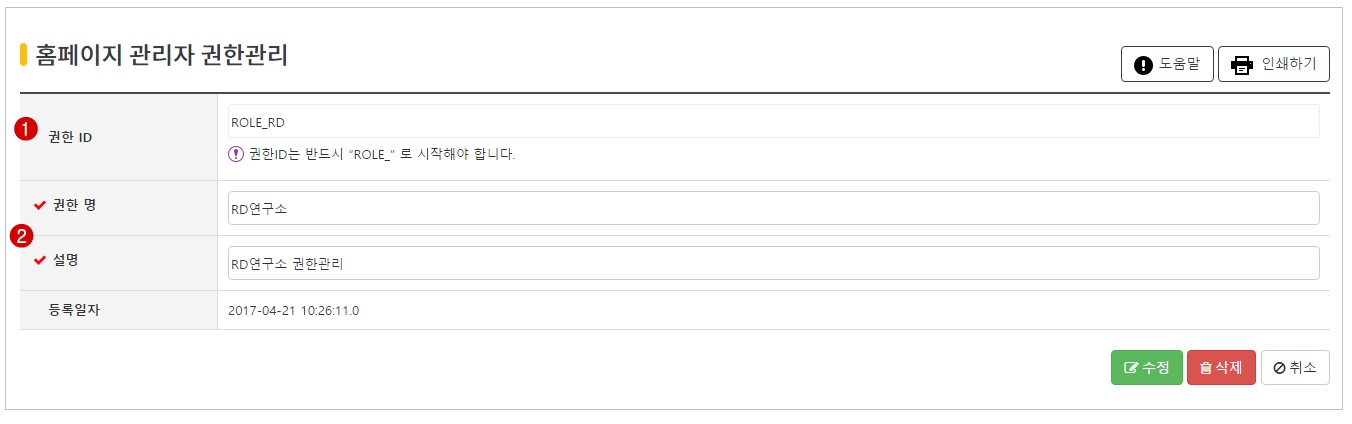 홈페이지 관리자 권한관리
도움말
인쇄하기
1
권한 ID
ROLE_RD
권한ID는 반드시 "ROLE_" 로 시작해야 합니다.
권한 명
RD연구소
2
설명
RD연구소 권한관리
등록일자
2017-04-21 10:26:11.0
수정
삭제
취소